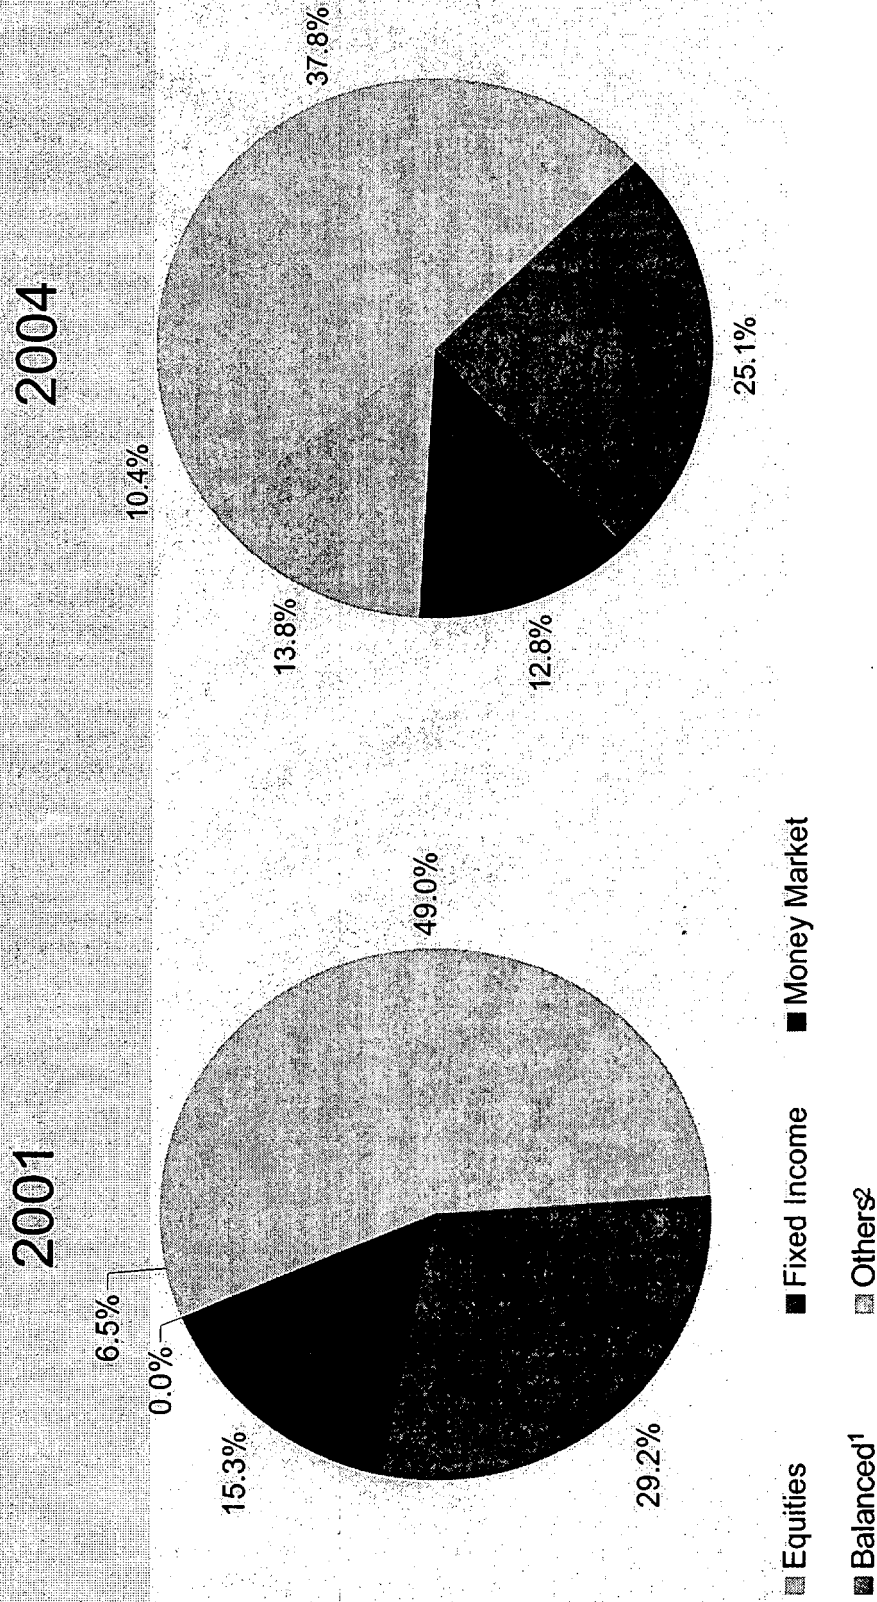 2001
6.5%
0.0%
15.3%
49.0%
29.2%
2004
10.4%
37.8%
13.8%
12.8%
25.1%
Equities
Fixed Income
Money Market
Balanced¹
Others²